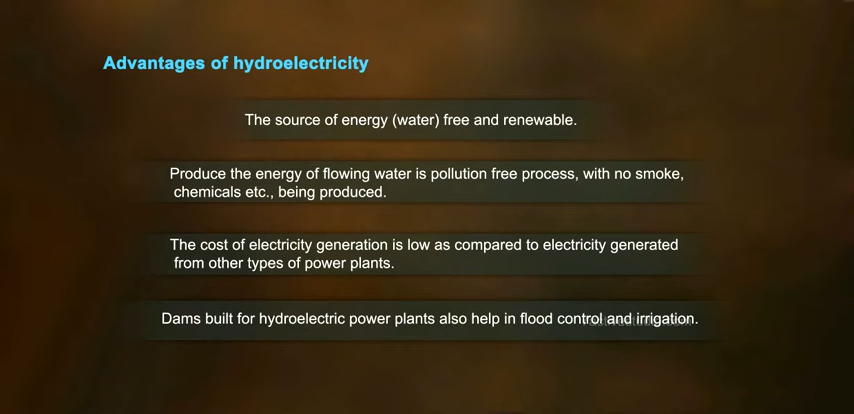 Advantages of hydroelectricity
The source of energy (water) free and renewable.
Produce the energy of flowing water is pollution free process, with no smoke,
chemicals etc., being produced.
The cost of electricity generation is low as compared to electricity generated
from other types of power plants.
Dams built for hydroelectric power plants also help in flood control and irrigation.